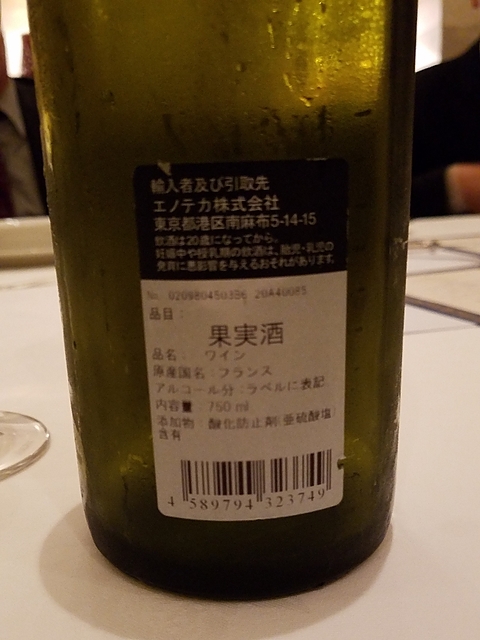 輸入者及び引取先
エノテカ株式会社
東京都港区南麻布5-14-15
飲酒は20歳になってから。
妊娠中や授乳期の飲酒は、胎児・乳児の
発育に悪影響を与えるおそれがあります。
No. 020980450386 20A40085
品目:
果実酒
品名: ワイン
原産国名:フランス
アルコール分:ラベルに表記
内容量:750 ml
添加物:酸化防止剤(亜硫酸塩)
含有
4 589794 323749